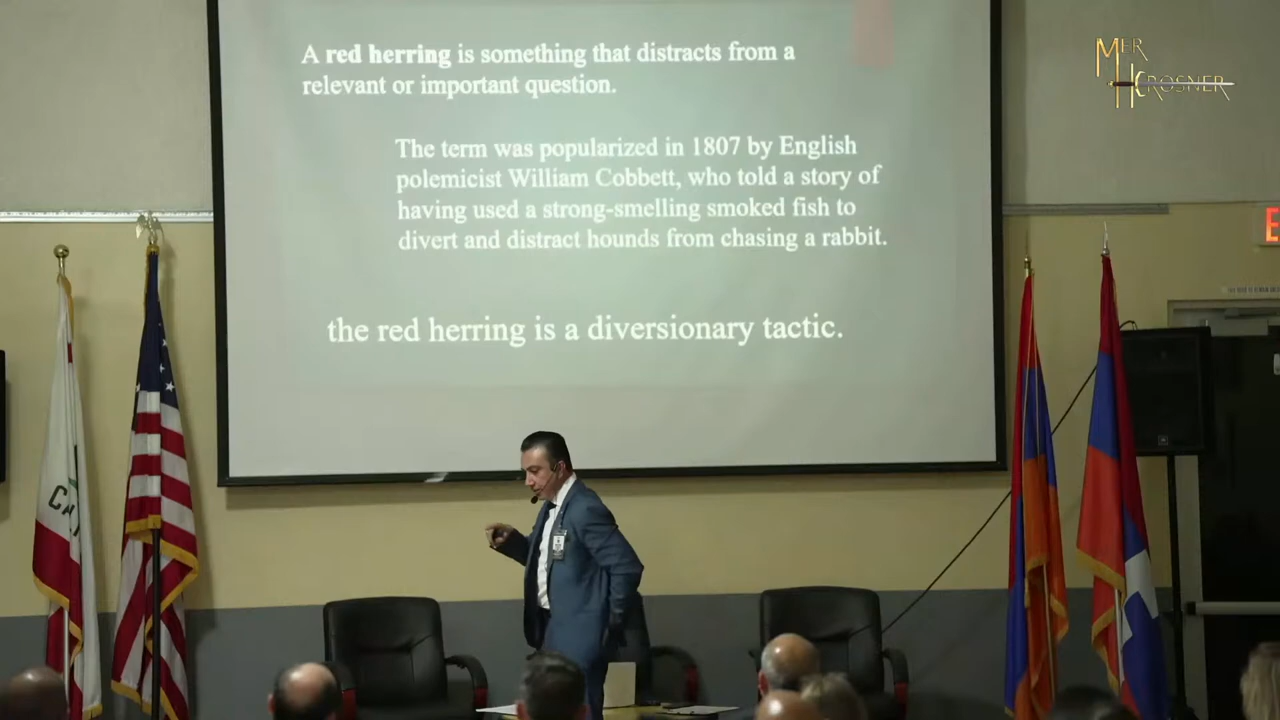 A red herring is something that distracts from a
relevant or important question.
The term was popularized in 1807 by English
polemicist William Cobbett, who told a story of
having used a strong-smelling smoked fish to
divert and distract hounds from chasing a rabbit.
the red herring is a diversionary tactic.
MER
HCROSNER
E
CALI